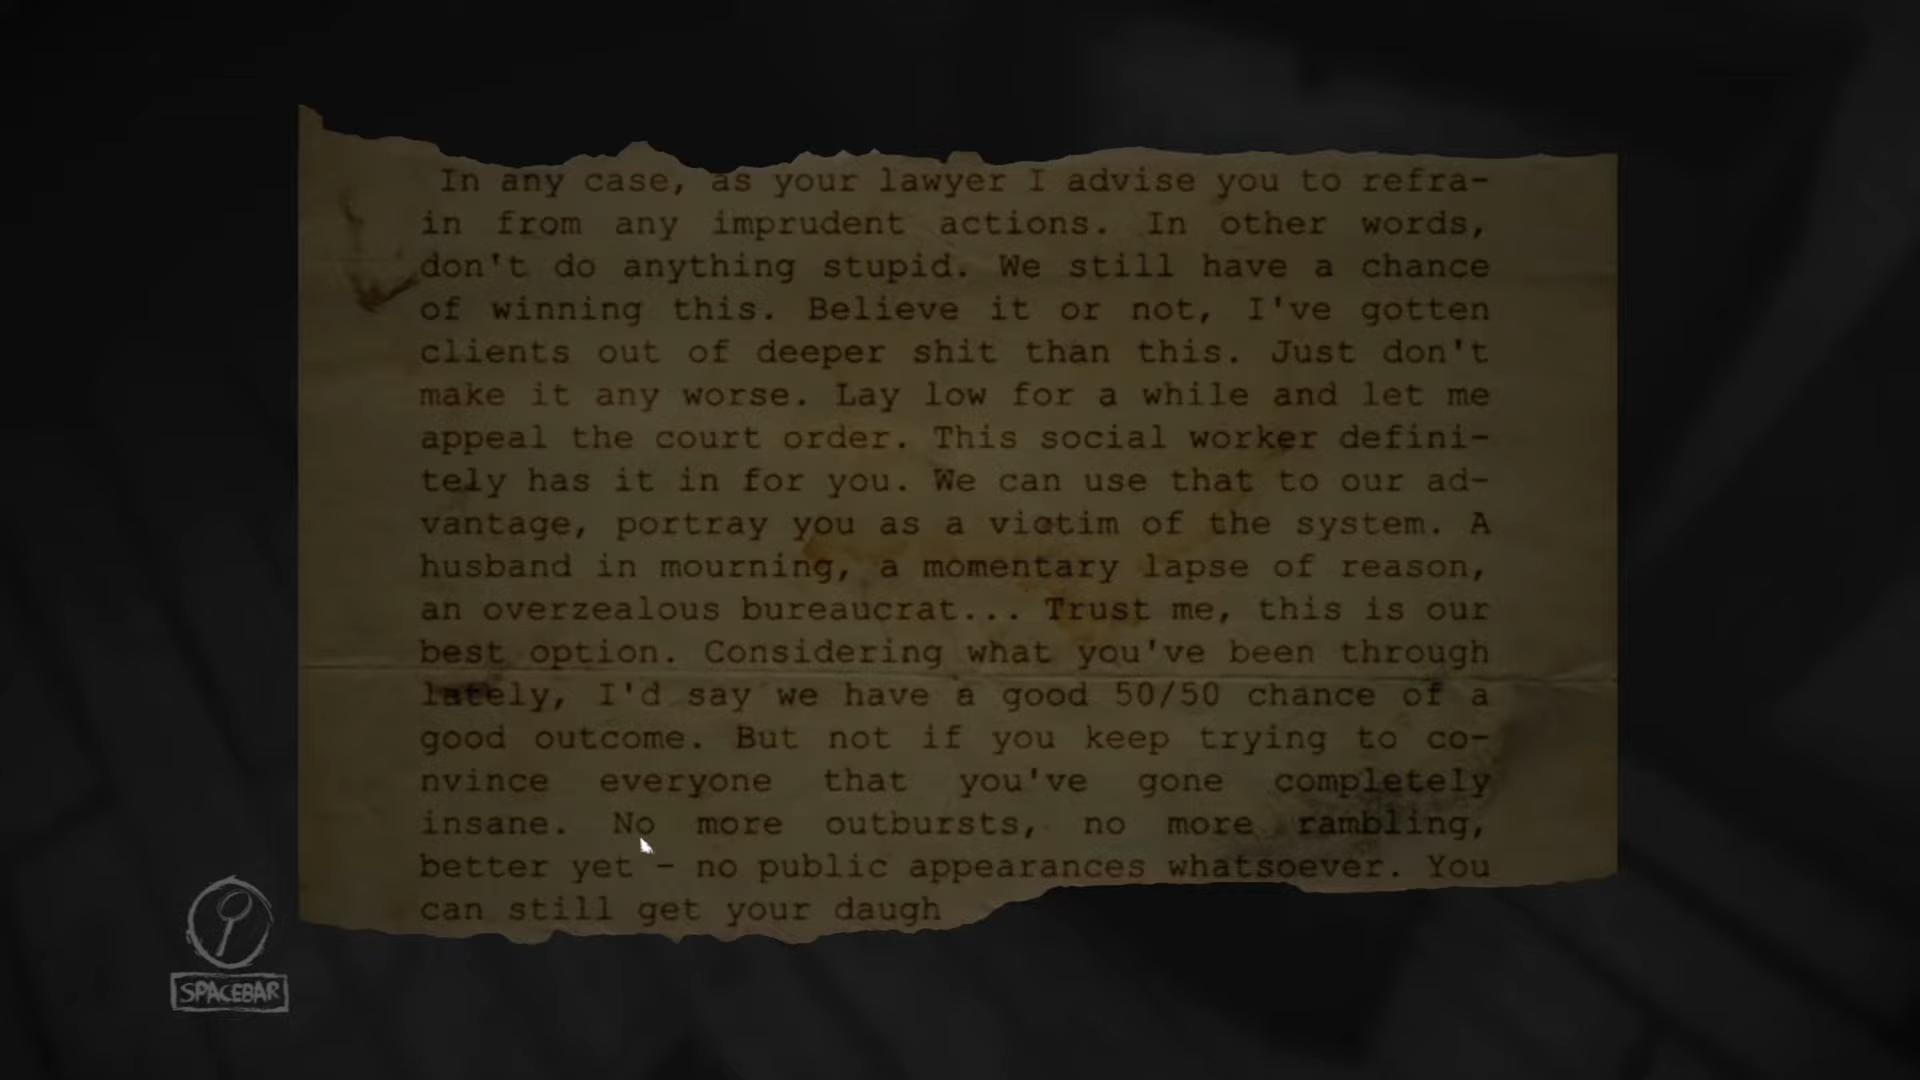 In any case, as your lawyer I advise you to refra-
in from any imprudent actions. In other words,
don't do anything stupid. We still have a chance
of winning this. Believe it or not, I've gotten
clients out of deeper shit than this. Just don't
make it any worse. Lay low for a while and let me
appeal the court order. This social worker defini-
tely has it in for you. We can use that to our ad-
vantage, portray you as a victim of the system. A
husband in mourning, a momentary lapse of reason,
an overzealous bureaucrat... Trust me, this is our
best option. Considering what you've been through
lately, I'd say we have a good 50/50 chance of a
good outcome. But not if you keep trying to co-
nvince everyone that you've gone completely
insane. No more outbursts, no more rambling,
better yet - no public appearances whatsoever. You
can still get your daugh
SPACEBAR